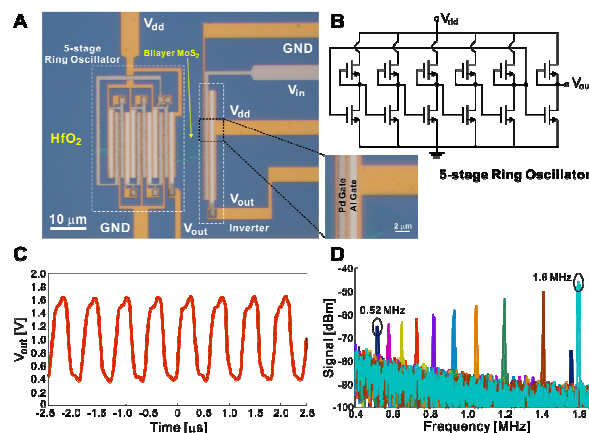 A
5-stage
Ring Oscillator
Vdd
Bilayer MoS2
GND
Vin
HfO2
Vdd
10 μm
GND
Vout
Vout
Inverter
Pd Gate
Al Gate
2 μm
B
Vdd
Vou
5-stage Ring Oscillator
C
Vout [V]
2.0
1.8
1.6
1.4
1.2
1.0
0.8
0.6
0.4
0.2
0.0
-2.5 -2.0 -1.5 -1.0 -0.5 0 0.5 1.0 1.5 2.0 2.5
Time [μs]
D
Signal [dBm]
-40
-50
-60
-70
-80
-90
-100
0.52 MHz
1.6 MHz
0.4 0.6 0.8 1.0 1.2 1.4 1.6
Frequency [MHz]